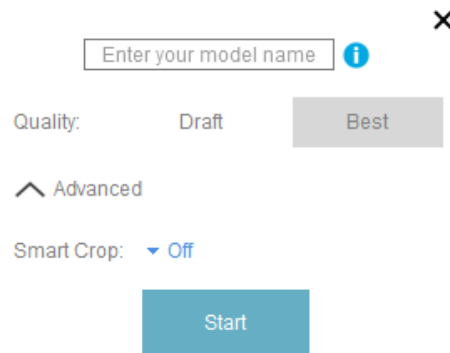 Enter your model name
Quality: Draft Best
Advanced
Smart Crop: Off
Start